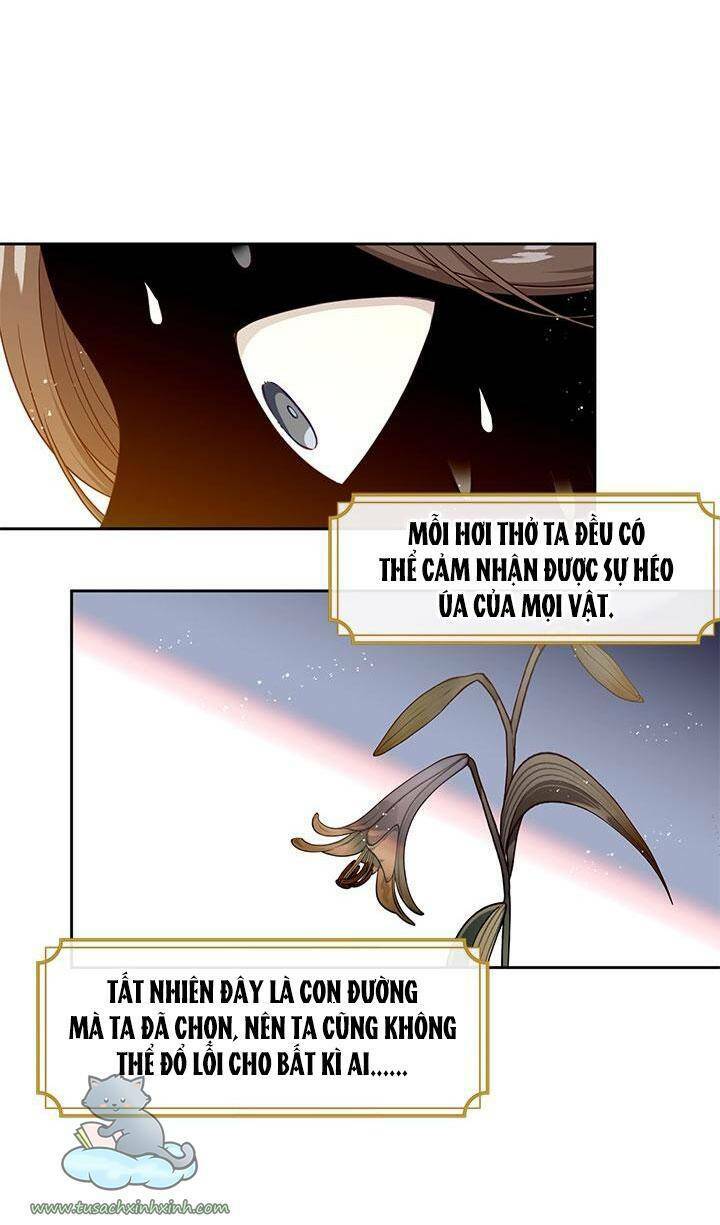 MỖI HƠI THỞ TA ĐỀU CÓ
THỂ CẢM NHẬN ĐƯỢC SỰ HÉO
ÚA CỦA MỌI VẬT.
TẤT NHIÊN ĐÂY LÀ CON ĐƯỜNG
MÀ TA ĐÃ CHỌN, NÊN TA CŨNG KHÔNG
THỂ ĐỔ LỖI CHO BẤT KÌ AI......
www.tusachxinhxinh.com